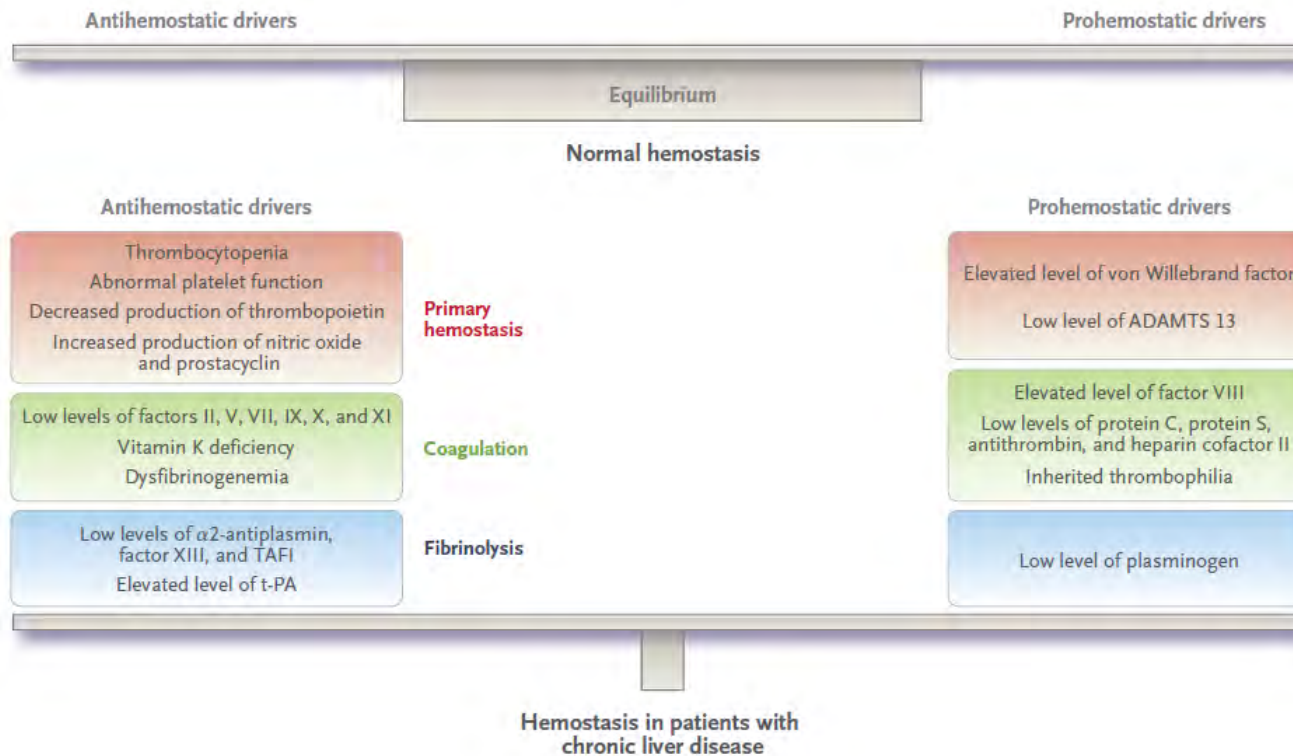 Antihemostatic drivers
Prohemostatic drivers
Equilibrium
Normal hemostasis
Antihemostatic drivers
Prohemostatic drivers
Thrombocytopenia
Abnormal platelet function
Decreased production of thrombopoietin
Increased production of nitric oxide
and prostacyclin
Primary
hemostasis
Elevated level of von Willebrand factor
Low level of ADAMTS 13
Low levels of factors II, V, VII, IX, X, and XI
Vitamin K deficiency
Dysfibrinogenemia
Coagulation
Elevated level of factor VIII
Low levels of protein C, protein S,
antithrombin, and heparin cofactor II
Inherited thrombophilia
Low levels of α2-antiplasmin,
factor XIII, and TAFI
Elevated level of t-PA
Fibrinolysis
Low level of plasminogen
Hemostasis in patients with
chronic liver disease